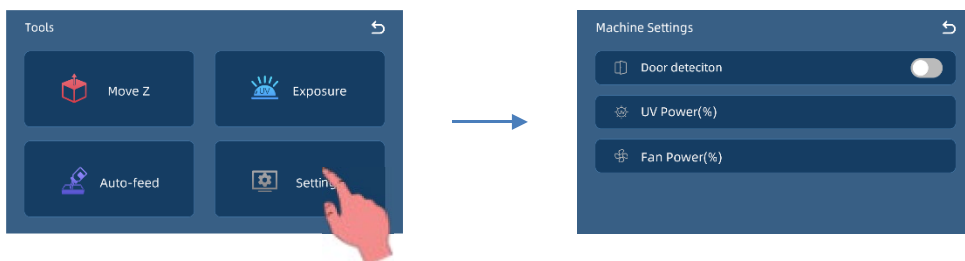 Tools
Move Z
UV
Exposure
Auto-feed
Setting
Machine Settings
Door deteciton
UV Power(%)
Fan Power(%)